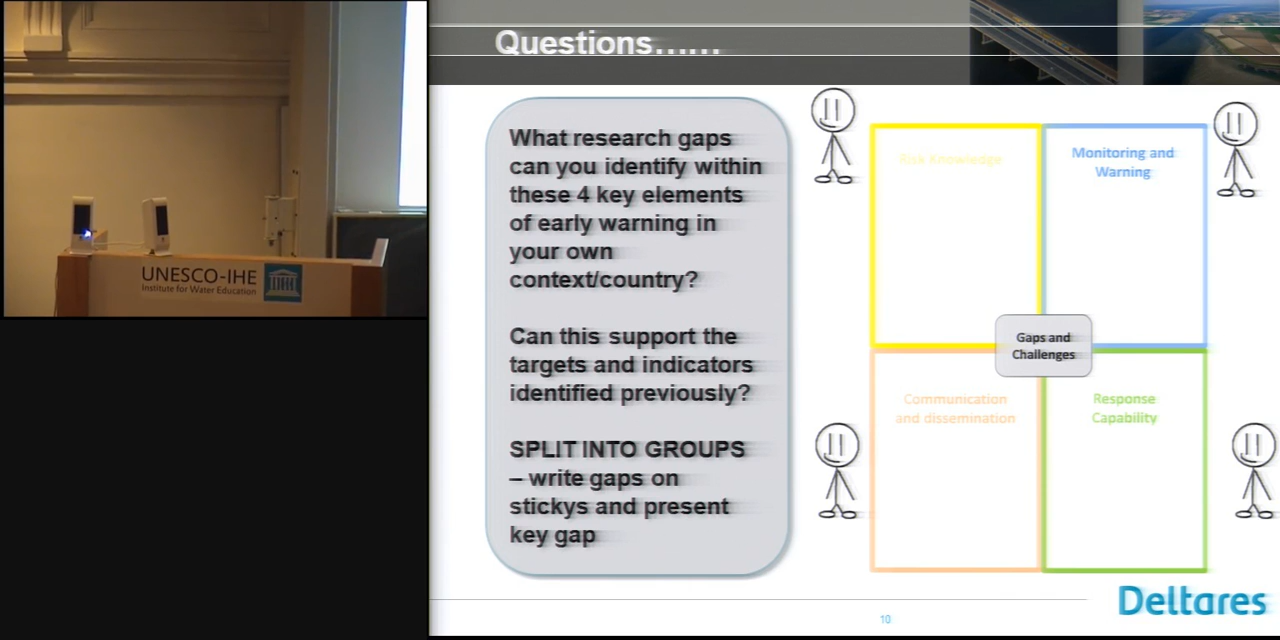 UNESCO-IHE
Institute for Water Education
Questions......
What research gaps
can you identify within
these 4 key elements
of early warning in
your own
context/country?
Can this support the
targets and indicators
identified previously?
SPLIT INTO GROUPS
– write gaps on
stickys and present
key gap
Risk Knowledge
Monitoring and
Warning
Gaps and
Challenges
Communication
and dissemination
Response
Capability
Deltares
10